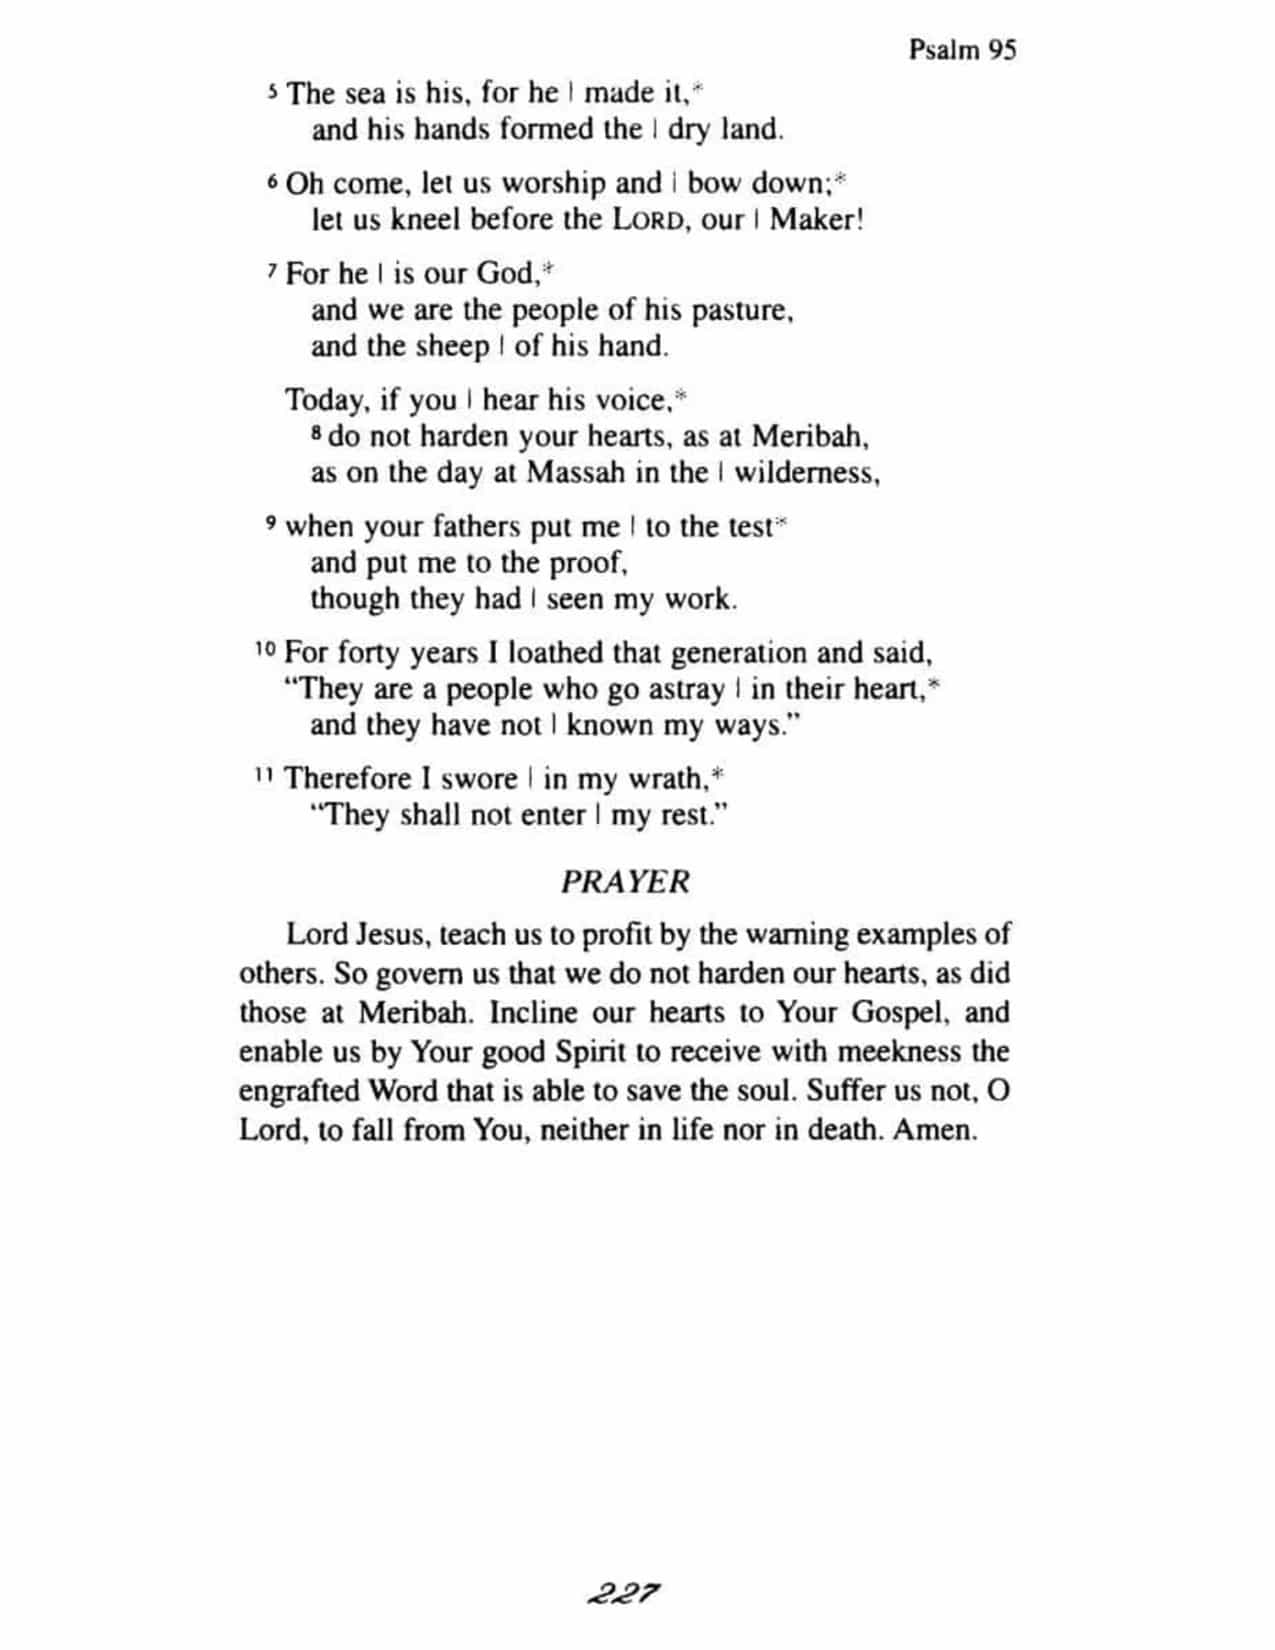 Psalm 95
5 The sea is his, for he | made it,*
and his hands formed the | dry land.
6 Oh come, let us worship and | bow down;*
let us kneel before the LORD, our | Maker!
7 For he | is our God,*
and we are the people of his pasture,
and the sheep | of his hand.
Today, if you | hear his voice,*
8 do not harden your hearts, as at Meribah,
as on the day at Massah in the | wilderness,
9 when your fathers put me | to the test*
and put me to the proof,
though they had | seen my work.
10 For forty years I loathed that generation and said,
“They are a people who go astray | in their heart,*
and they have not | known my ways.”
11 Therefore I swore | in my wrath,*
“They shall not enter | my rest.”
PRAYER
Lord Jesus, teach us to profit by the warning examples of
others. So govern us that we do not harden our hearts, as did
those at Meribah. Incline our hearts to Your Gospel, and
enable us by Your good Spirit to receive with meekness the
engrafted Word that is able to save the soul. Suffer us not, O
Lord, to fall from You, neither in life nor in death. Amen.
227